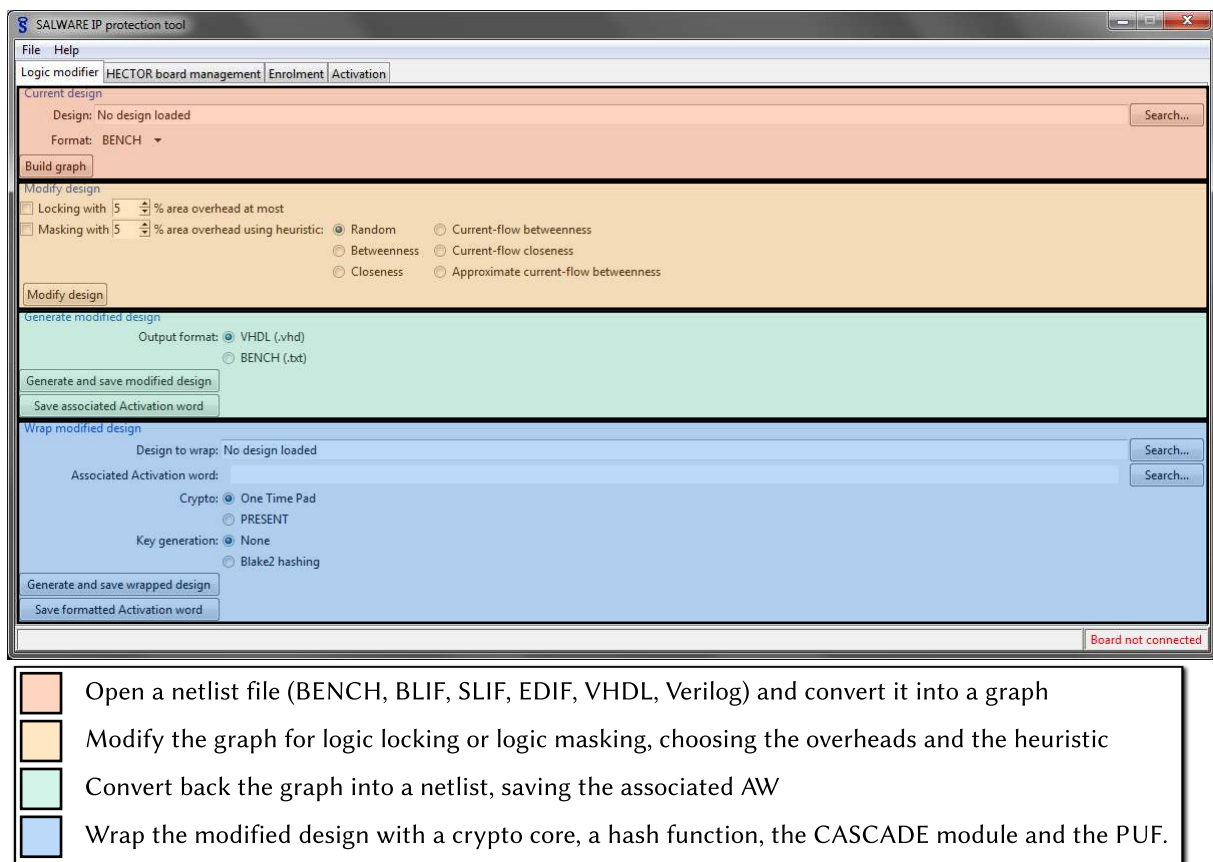 SALWARE IP protection tool
File Help
Logic modifier HECTOR board management Enrolment Activation
Current design
Design: No design loaded Search...
Format: BENCH
Build graph
Modify design
Locking with 5 % area overhead at most
Masking with 5 % area overhead using heuristic: Random Current-flow betweenness
Betweenness Current-flow closeness
Closeness Approximate current-flow betweenness
Modify design
Generate modified design
Output format: VHDL (.vhd)
BENCH (.txt)
Generate and save modified design
Save associated Activation word
Wrap modified design
Design to wrap: No design loaded Search...
Associated Activation word: Search...
Crypto: One Time Pad
PRESENT
Key generation: None
Blake2 hashing
Generate and save wrapped design
Save formatted Activation word
Board not connected
Open a netlist file (BENCH, BLIF, SLIF, EDIF, VHDL, Verilog) and convert it into a graph
Modify the graph for logic locking or logic masking, choosing the overheads and the heuristic
Convert back the graph into a netlist, saving the associated AW
Wrap the modified design with a crypto core, a hash function, the CASCADE module and the PUF.